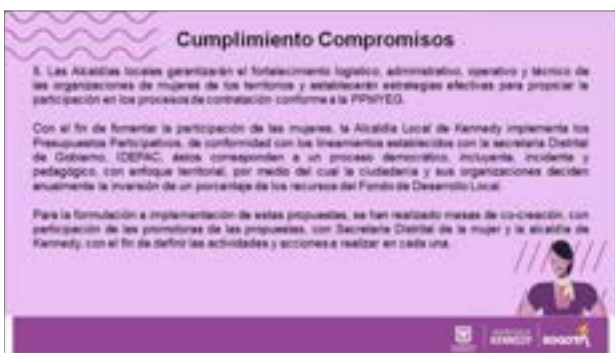 Cumplimiento Compromisos
Las Alcaldías locales garantizarán el fortalecimiento logístico, administrativo, operativo y técnico de
las organizaciones de mujeres de los territorios y establecerán estrategias efectivas para propiciar la
participación en los procesos de contratación conforme a la PPMYEG.
Con el fin de fomentar la participación de las mujeres, la Alcaldía Local de Kennedy implementa los
Presupuestos Participativos, de conformidad con los lineamientos establecidos con la secretaria Distrital
de Gobierno, IDEPAC, estos corresponden a un proceso democrático, incluyente, incidente y
pedagógico, con enfoque territorial, por medio del cual la ciudadanía y sus organizaciones deciden
anualmente la inversión de un porcentaje de los recursos del Fondo de Desarrollo Local.
Para la formulación e implementación de estas propuestas, se han realizado mesas de co-creación, con
participación de las promotoras de las propuestas, con Secretaria Distrital de la mujer y la alcaldía de
Kennedy, con el fin de definir las actividades y acciones a realizar en cada una.
KENNEDY
BOGOTÁ